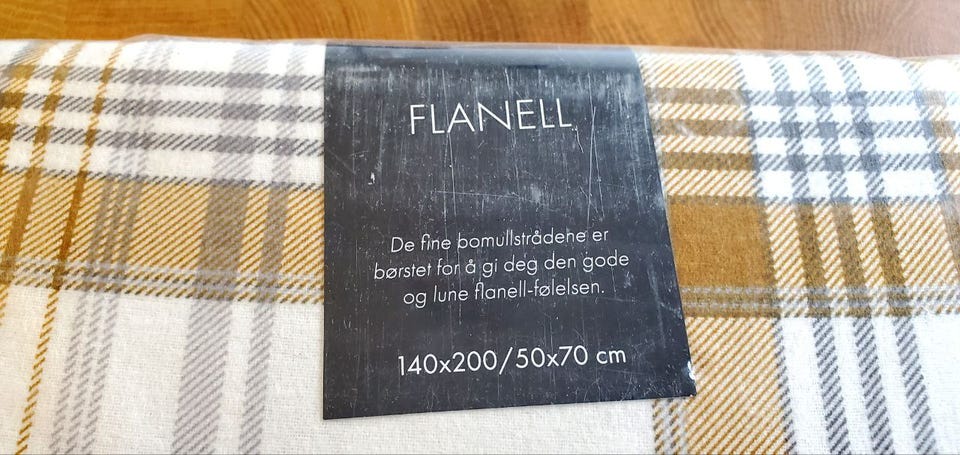 FLANELL
De fine bomullstrådene er
børstet for å gi deg den gode
og lune flanell-følelsen.
140x200/50x70 cm